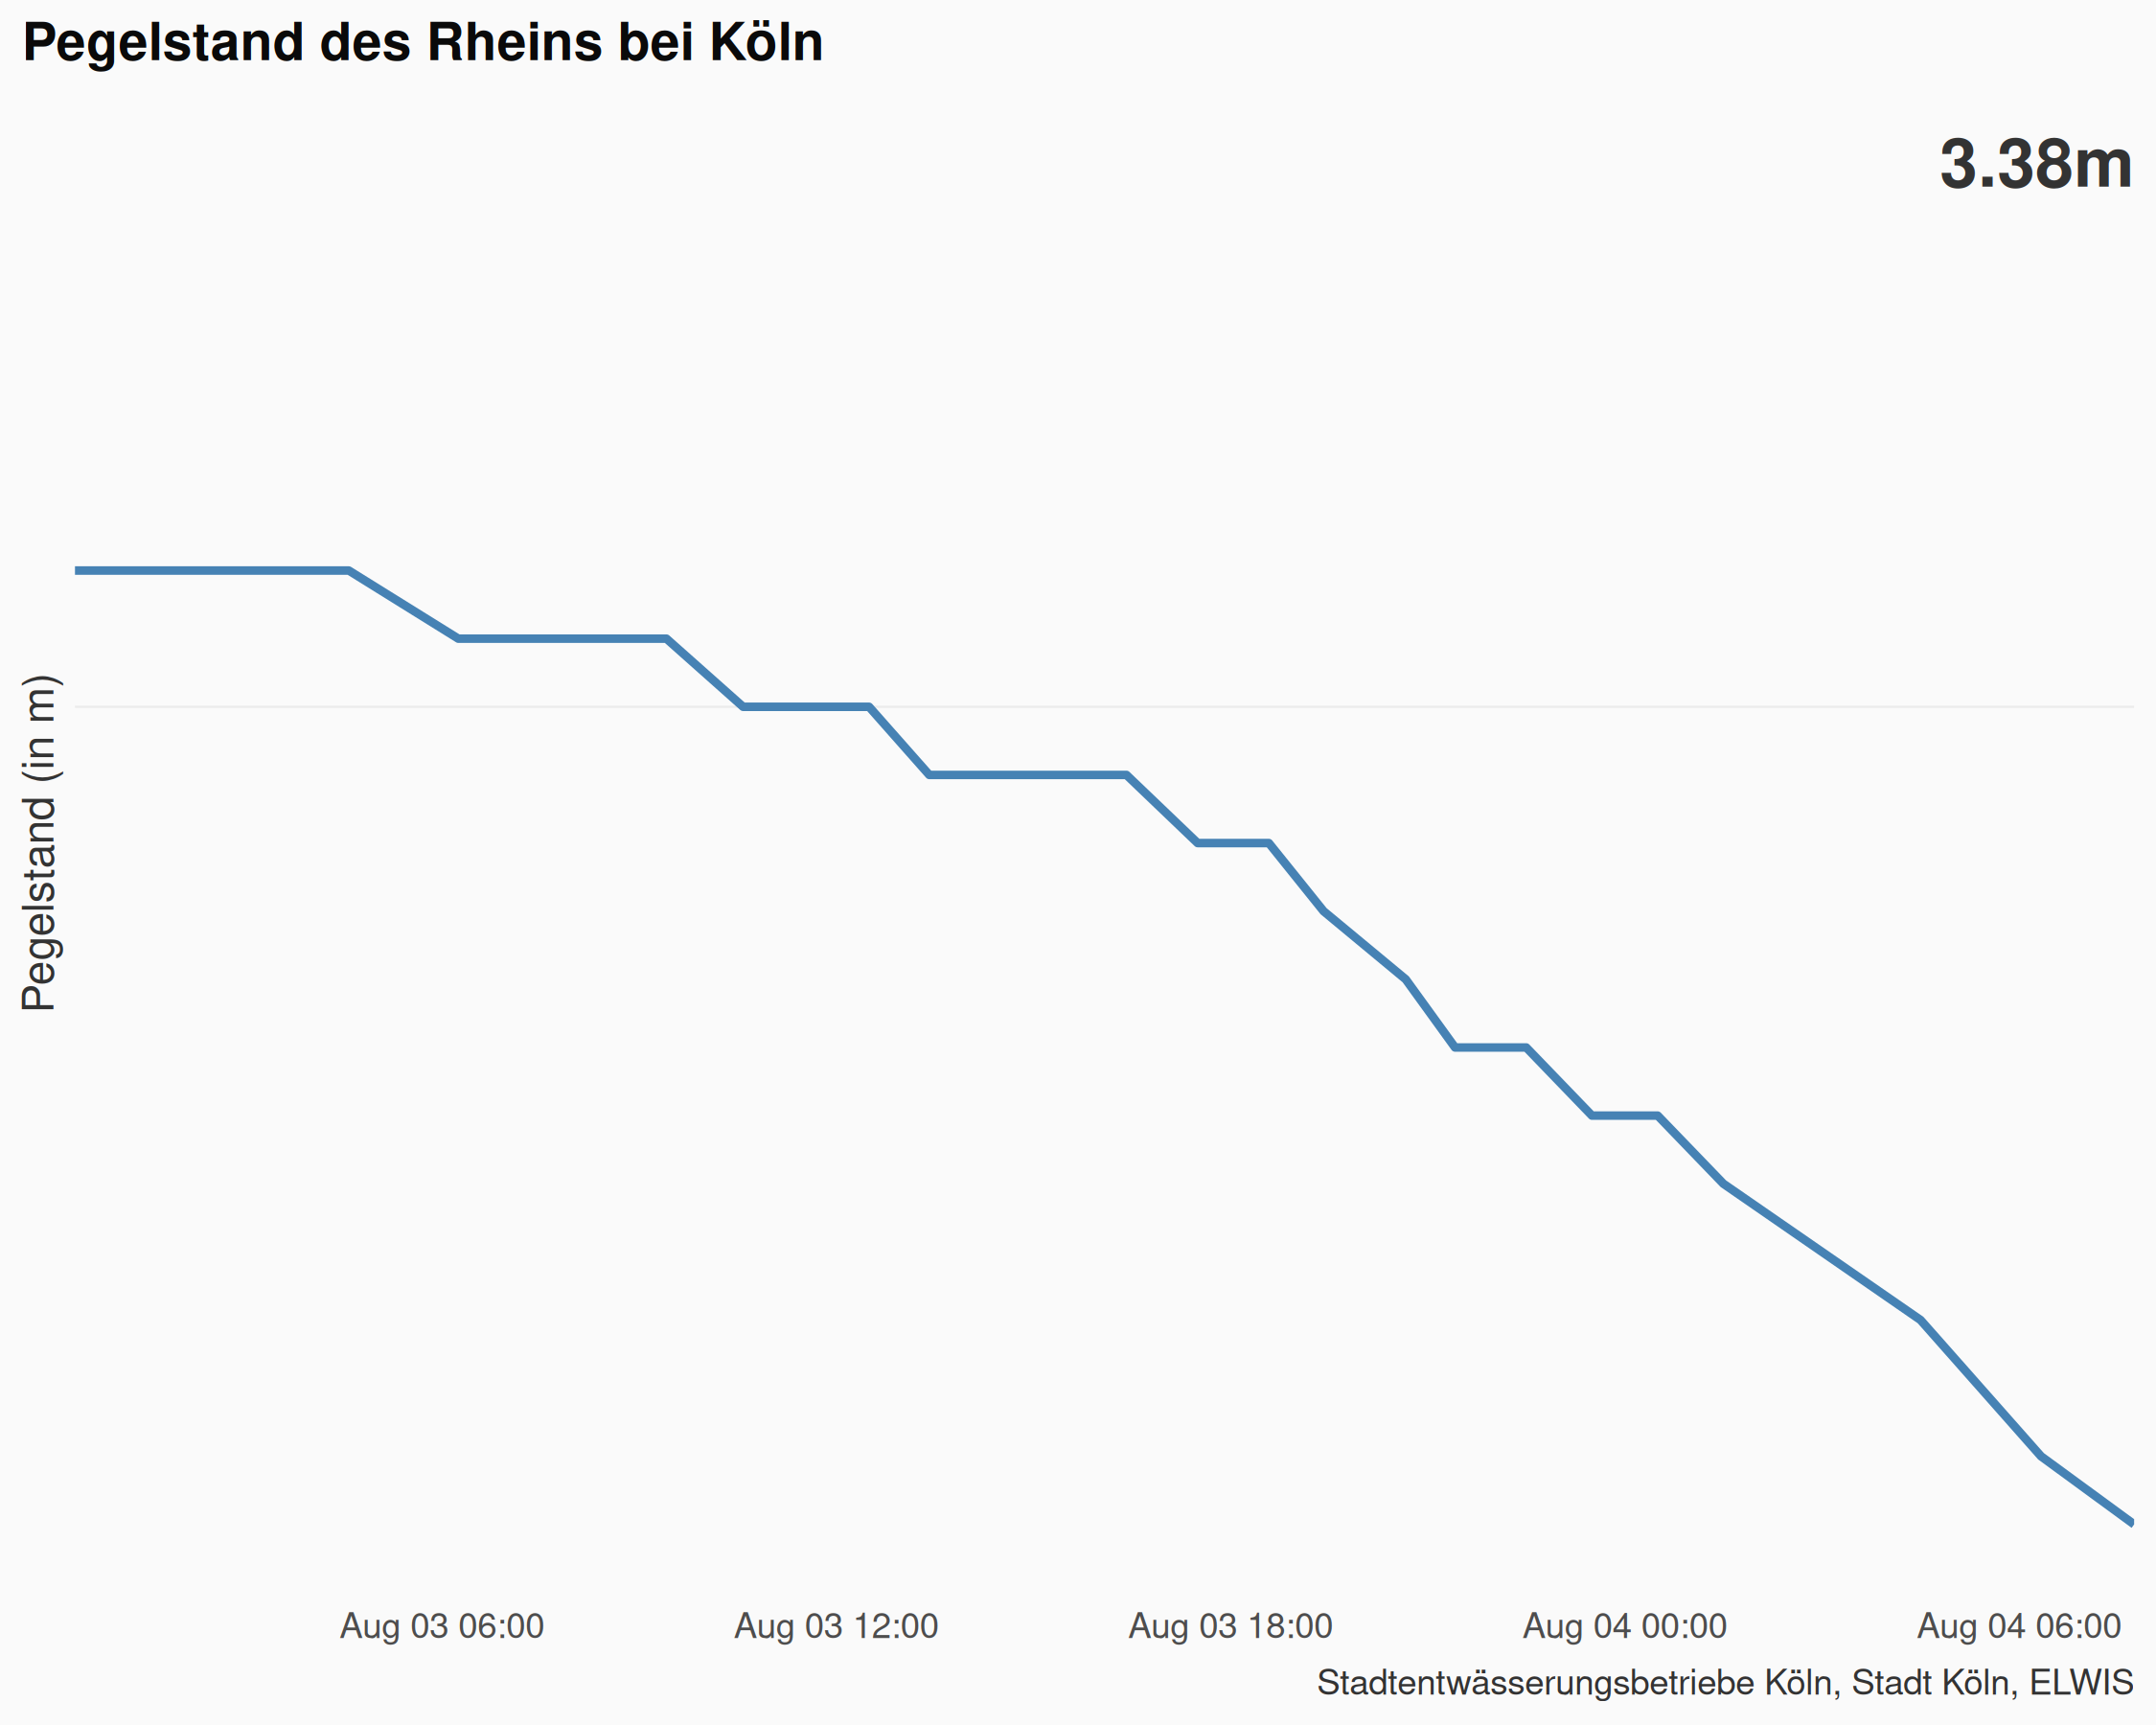 Pegelstand des Rheins bei Köln
3.38m
Pegelstand (in m)
Aug 03 06:00 Aug 03 12:00 Aug 03 18:00 Aug 04 00:00 Aug 04 06:00
Stadtentwässerungsbetriebe Köln, Stadt Köln, ELWIS